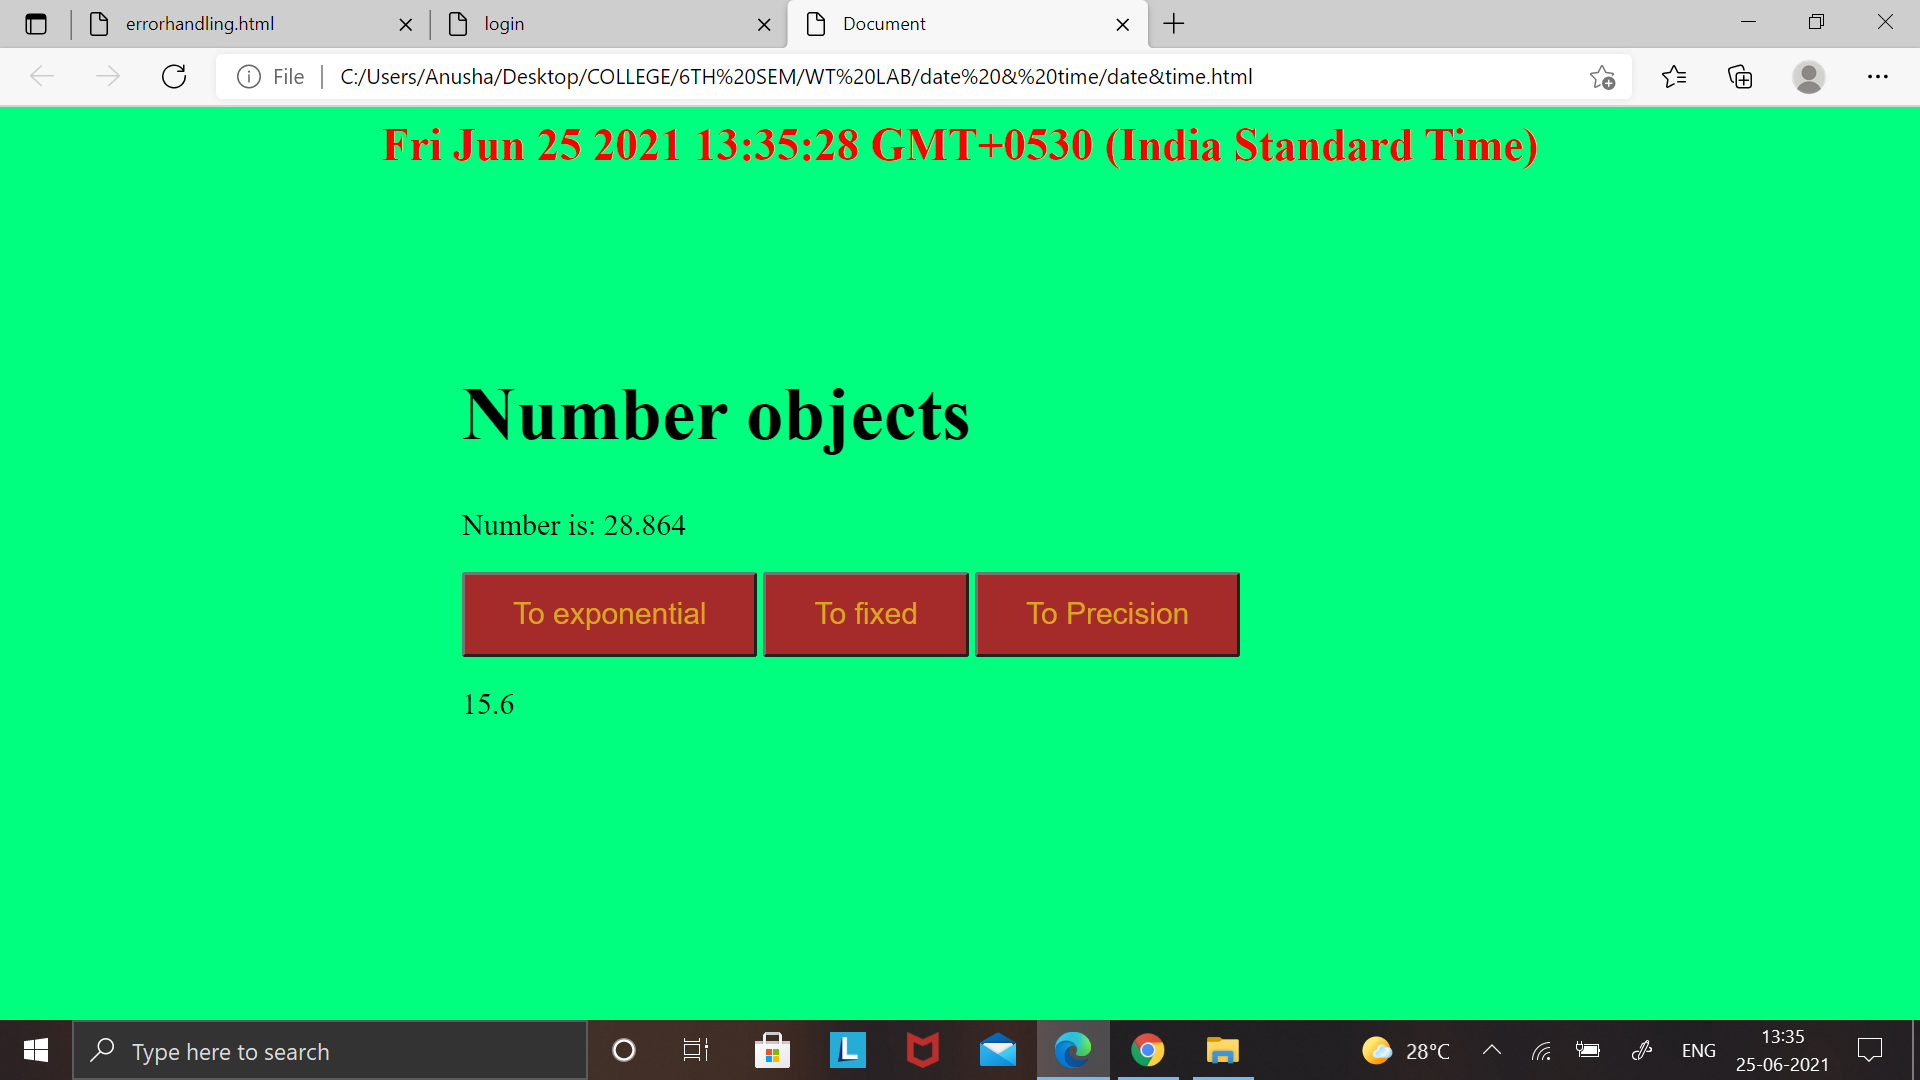 errorhandling.html
login
Document
File
C:/Users/Anusha/Desktop/COLLEGE/6TH%20SEM/WT%20LAB/date%20&%20time/date&time.html
Fri Jun 25 2021 13:35:28 GMT+0530 (India Standard Time)
Number objects
Number is: 28.864
To exponential To fixed To Precision
15.6
Type here to search
L
28°C
ENG
13:35
25-06-2021